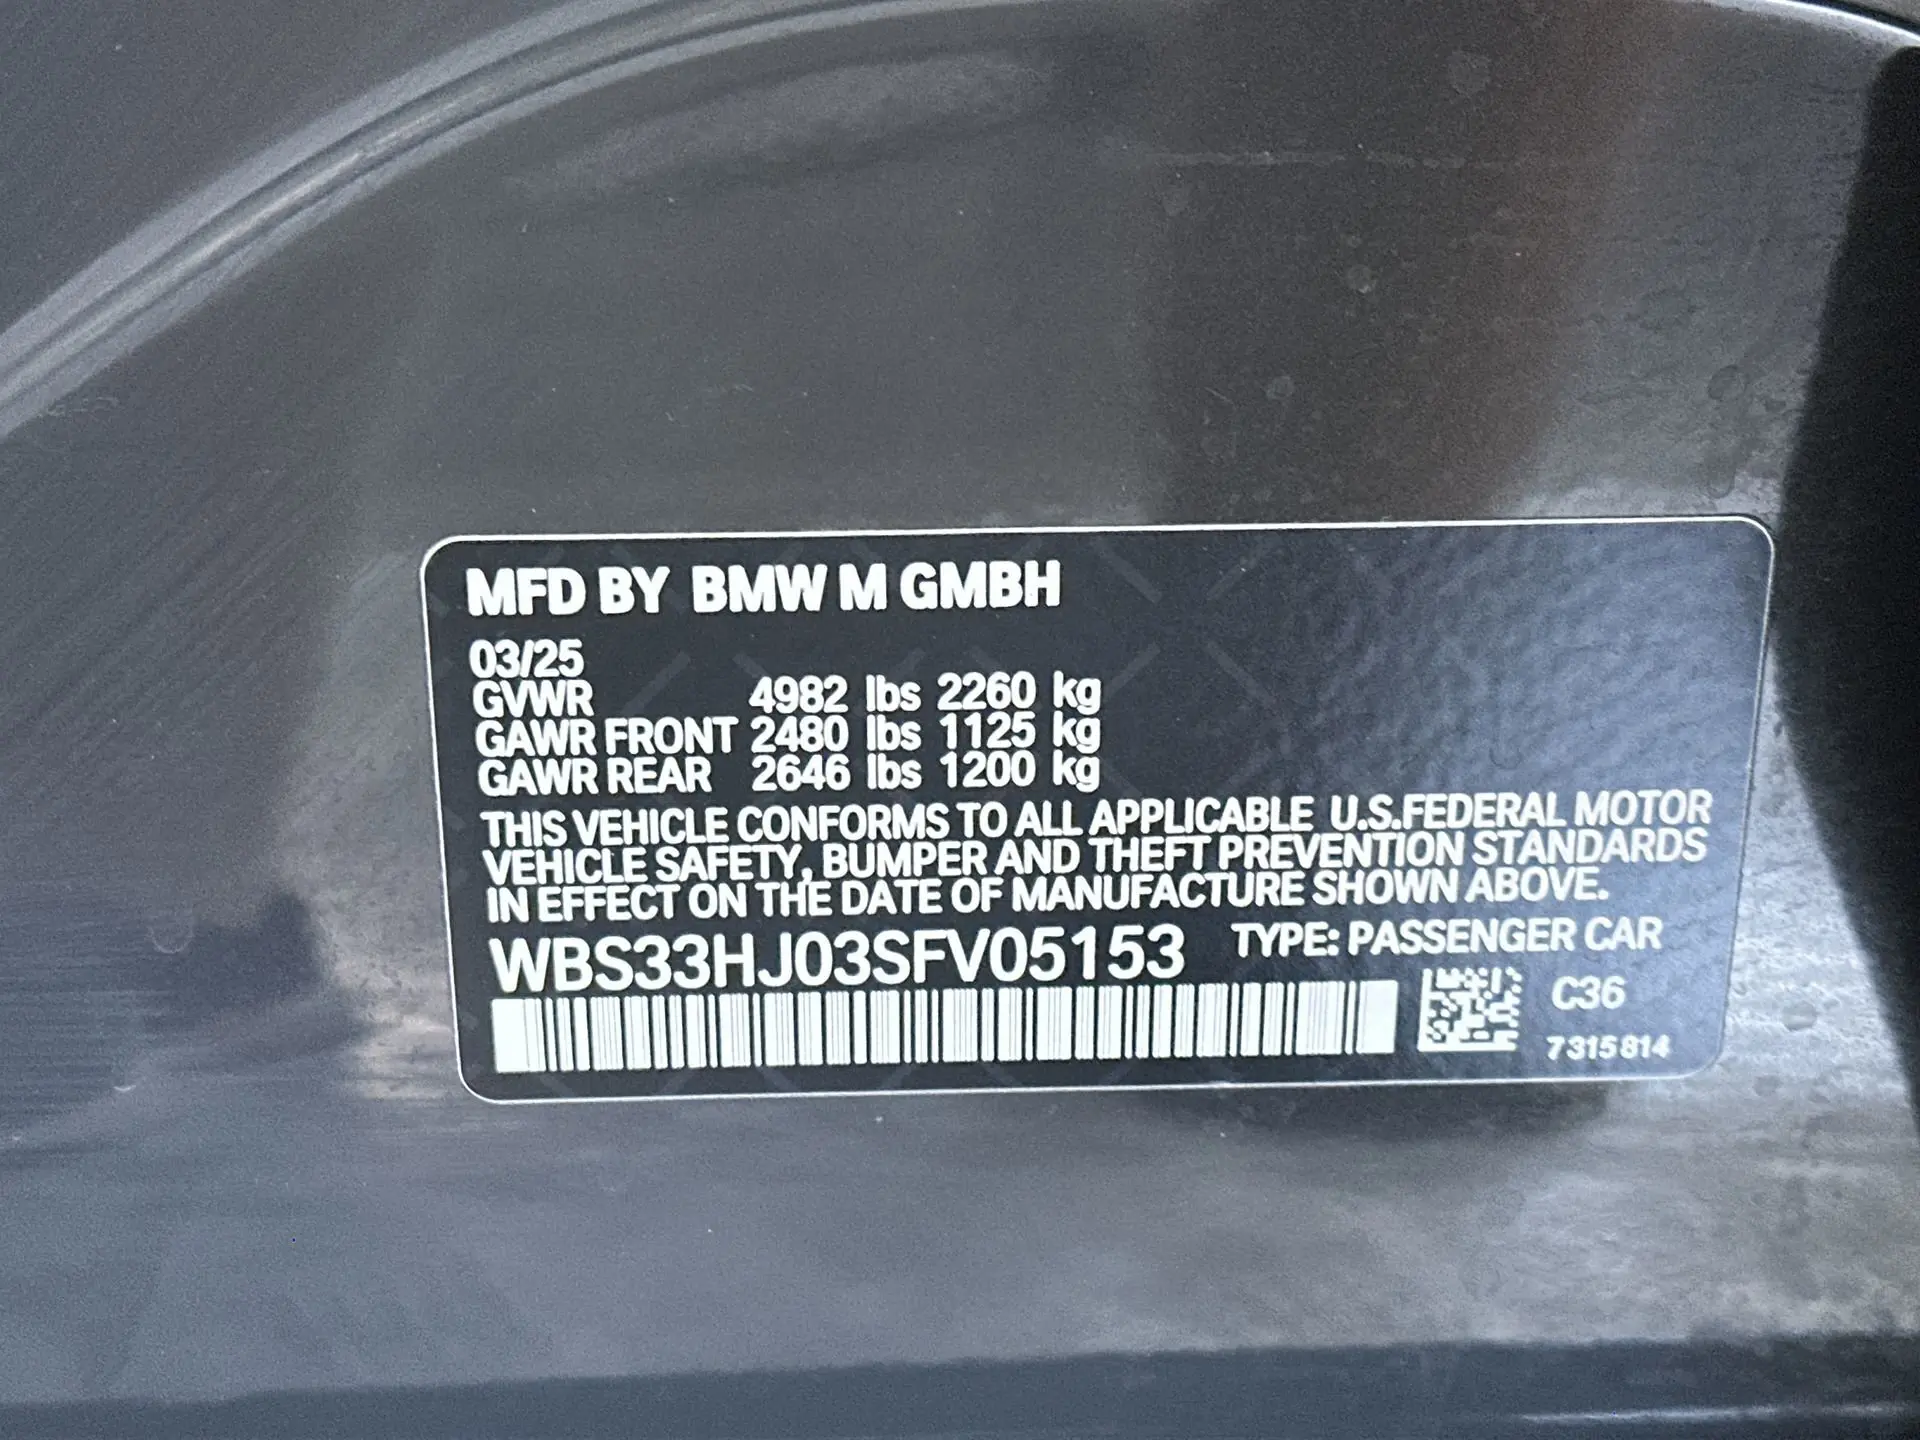 MFD BY BMW M GMBH
03/25
GVWR 4982 lbs 2260 kg
GAWR FRONT 2480 lbs 1125 kg
GAWR REAR 2646 lbs 1200 kg
THIS VEHICLE CONFORMS TO ALL APPLICABLE U.S.FEDERAL MOTOR
VEHICLE SAFETY, BUMPER AND THEFT PREVENTION STANDARDS
IN EFFECT ON THE DATE OF MANUFACTURE SHOWN ABOVE.
WBS33HJ03SFV05153 TYPE: PASSENGER CAR
C36
7315814